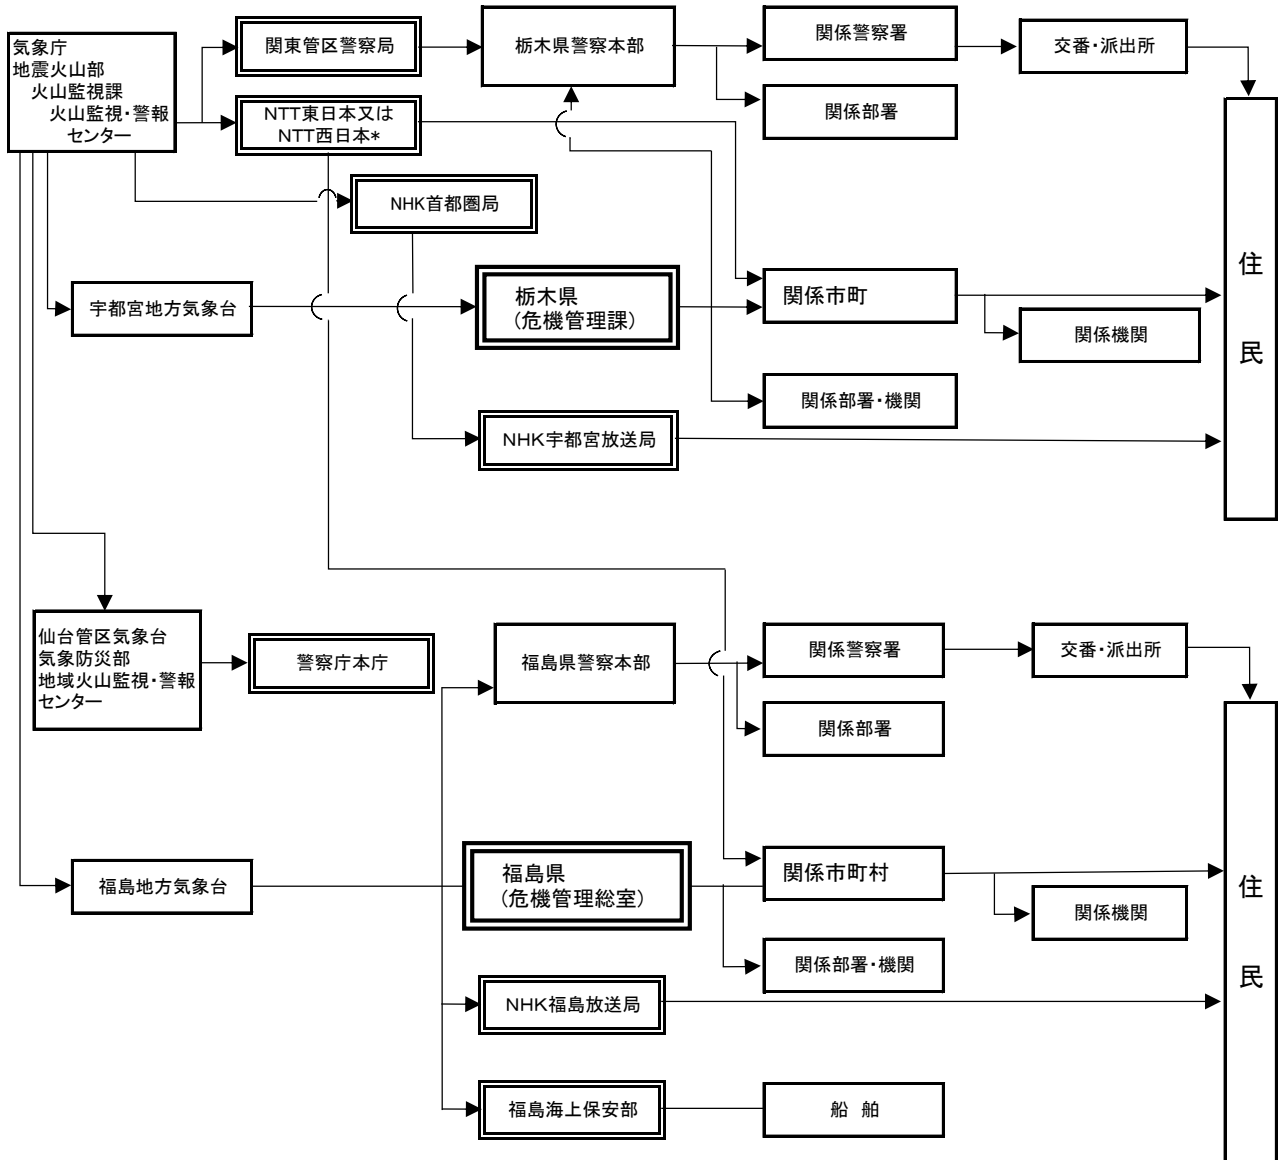 気象庁
地震火山部
火山監視課
火山監視・警報
センター
関東管区警察局
栃木県警察本部
関係警察署
交番・派出所
関係部署
NTT東日本又は
NTT西日本*
NHK首都圏局
宇都宮地方気象台
栃木県
(危機管理課)
関係市町
関係機関
関係部署・機関
NHK宇都宮放送局
住
民
仙台管区気象台
気象防災部
地域火山監視・警報
センター
警察庁本庁
福島県警察本部
関係警察署
交番・派出所
関係部署
福島地方気象台
福島県
(危機管理総室)
関係市町村
関係機関
関係部署・機関
NHK福島放送局
福島海上保安部
船 舶
住
民